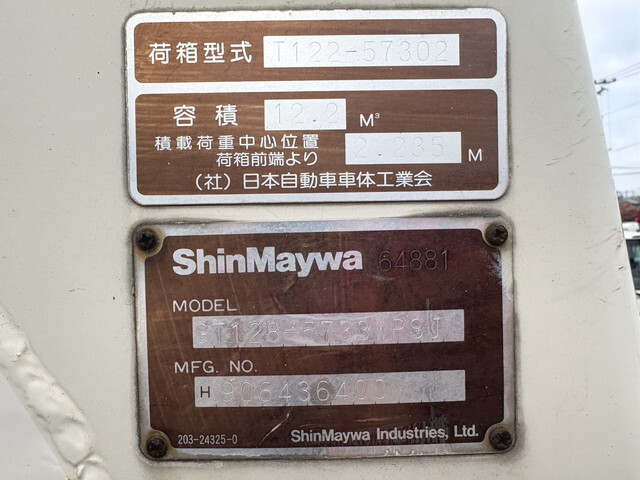 荷箱型式 T122-57302
容積 12.2 M³
積載荷重中心位置
荷箱前端より 2.235 M
（社）日本自動車車体工業会
ShinMaywa 64881
MODEL
MFG. NO.
H 906436400
203-24325-0 ShinMaywa Industries, Ltd.